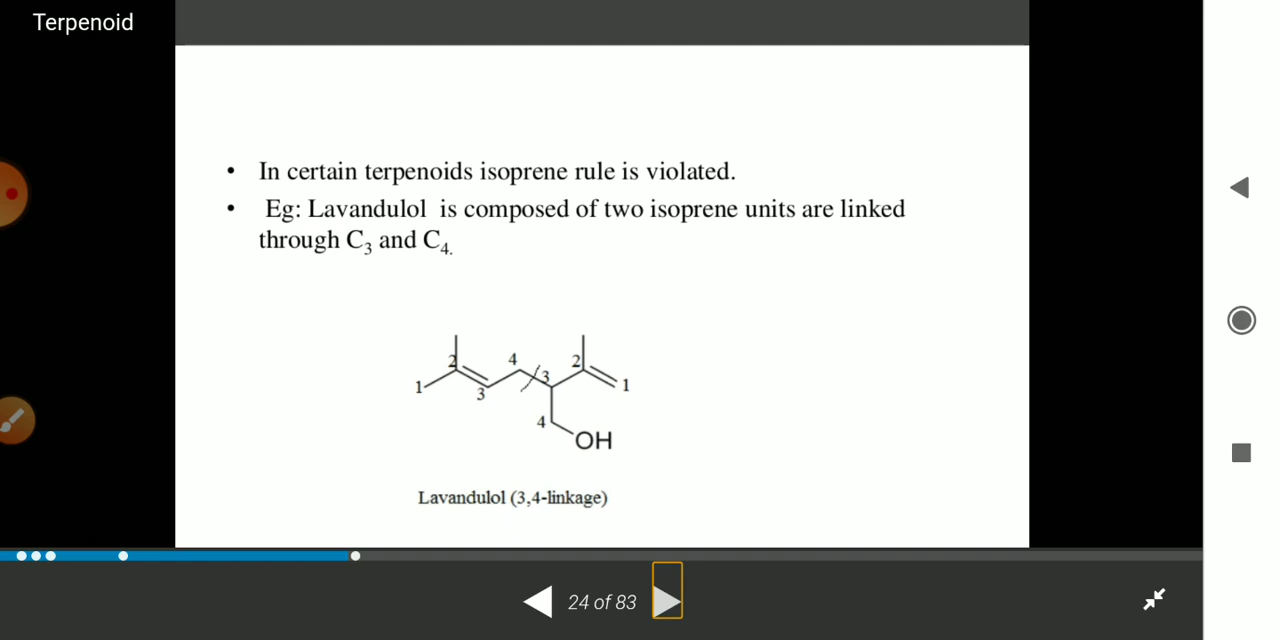 Terpenoid
• In certain terpenoids isoprene rule is violated.
• Eg: Lavandulol is composed of two isoprene units are linked
through C₃ and C₄.
4
2
2
3
1
1
3
4
OH
Lavandulol (3,4-linkage)
24 of 83